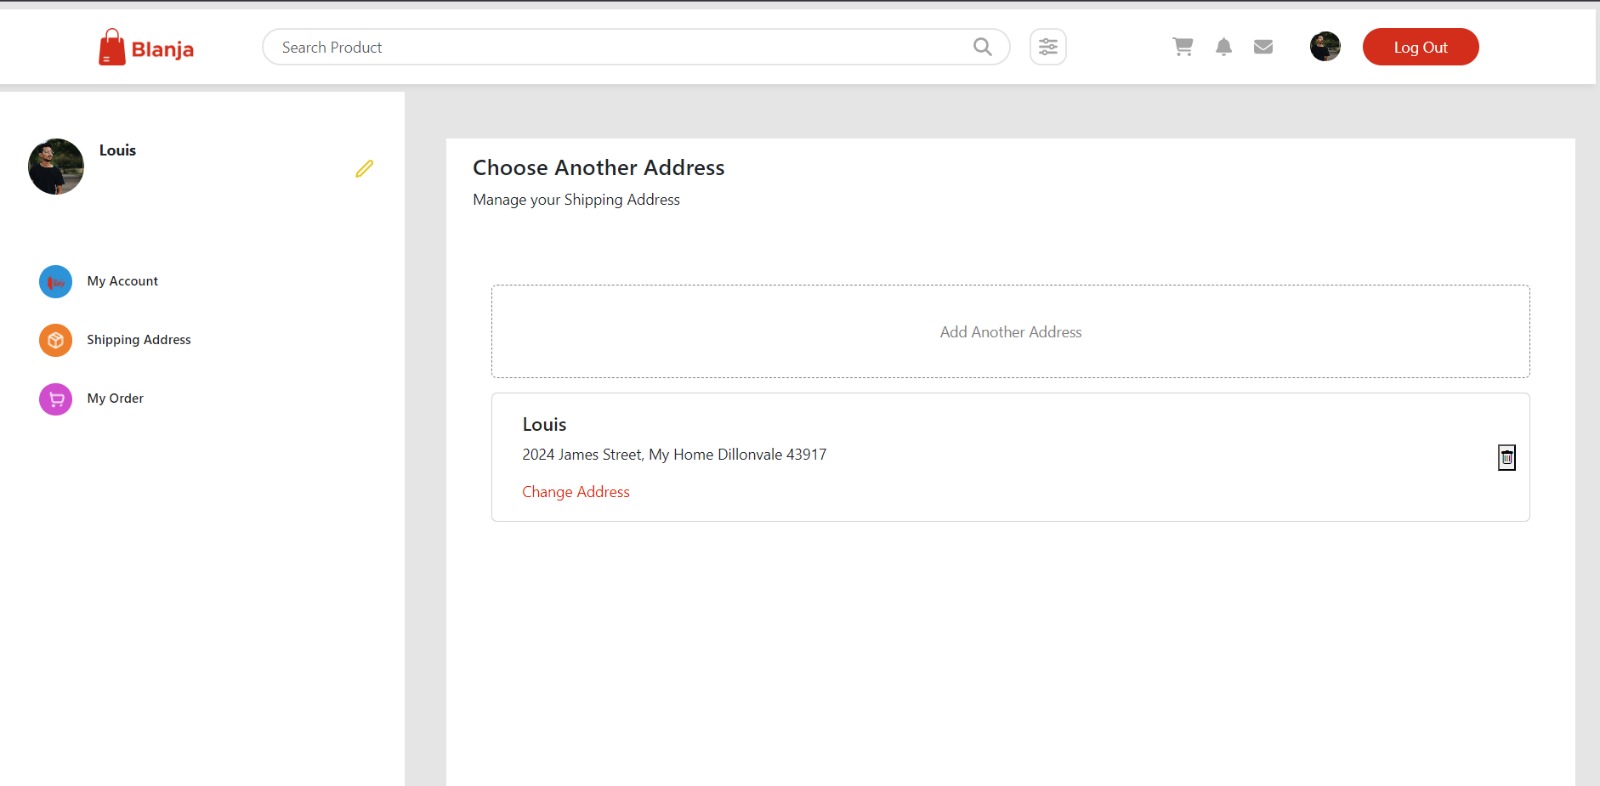 Blanja
Search Product
Log Out
Louis
My Account
Shipping Address
My Order
Choose Another Address
Manage your Shipping Address
Add Another Address
Louis
2024 James Street, My Home Dillonvale 43917
Change Address